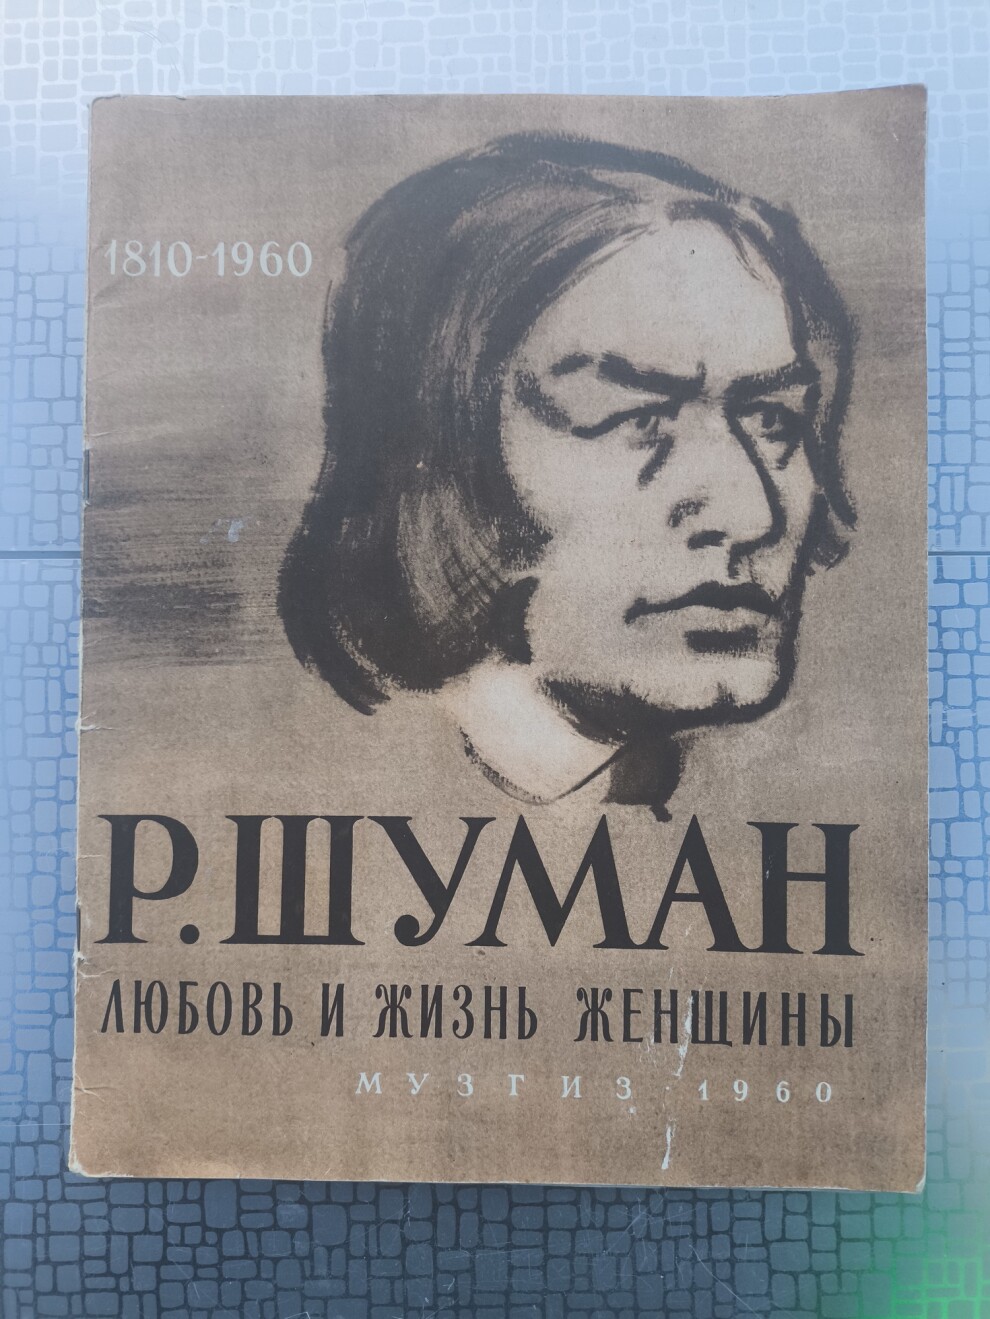 1810-1960
Р.ШУМАН
ЛЮБОВЬ И ЖИЗНЬ ЖЕНЩИНЫ
МУЗГИЗ·1960